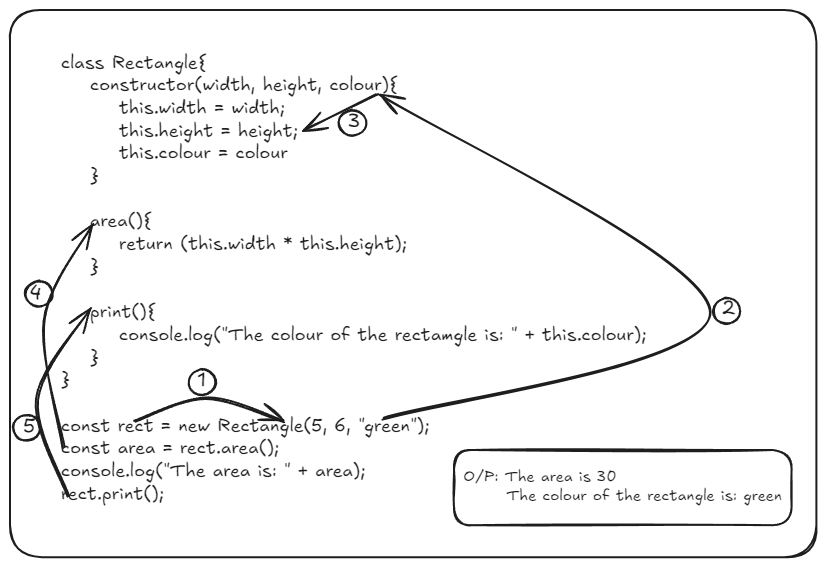 class Rectangle{
constructor(width, height, colour){
this.width = width;
3
this.height = height;
this.colour = colour
}
area(){
return (this.width * this.height);
}
4
2
print(){
console.log("The colour of the rectamgle is: " + this.colour);
}
}
1
5
const rect = new Rectangle(5, 6, "green");
const area = rect.area();
console.log("The area is: " + area);
rect.print();
O/P: The area is 30
The colour of the rectangle is: green